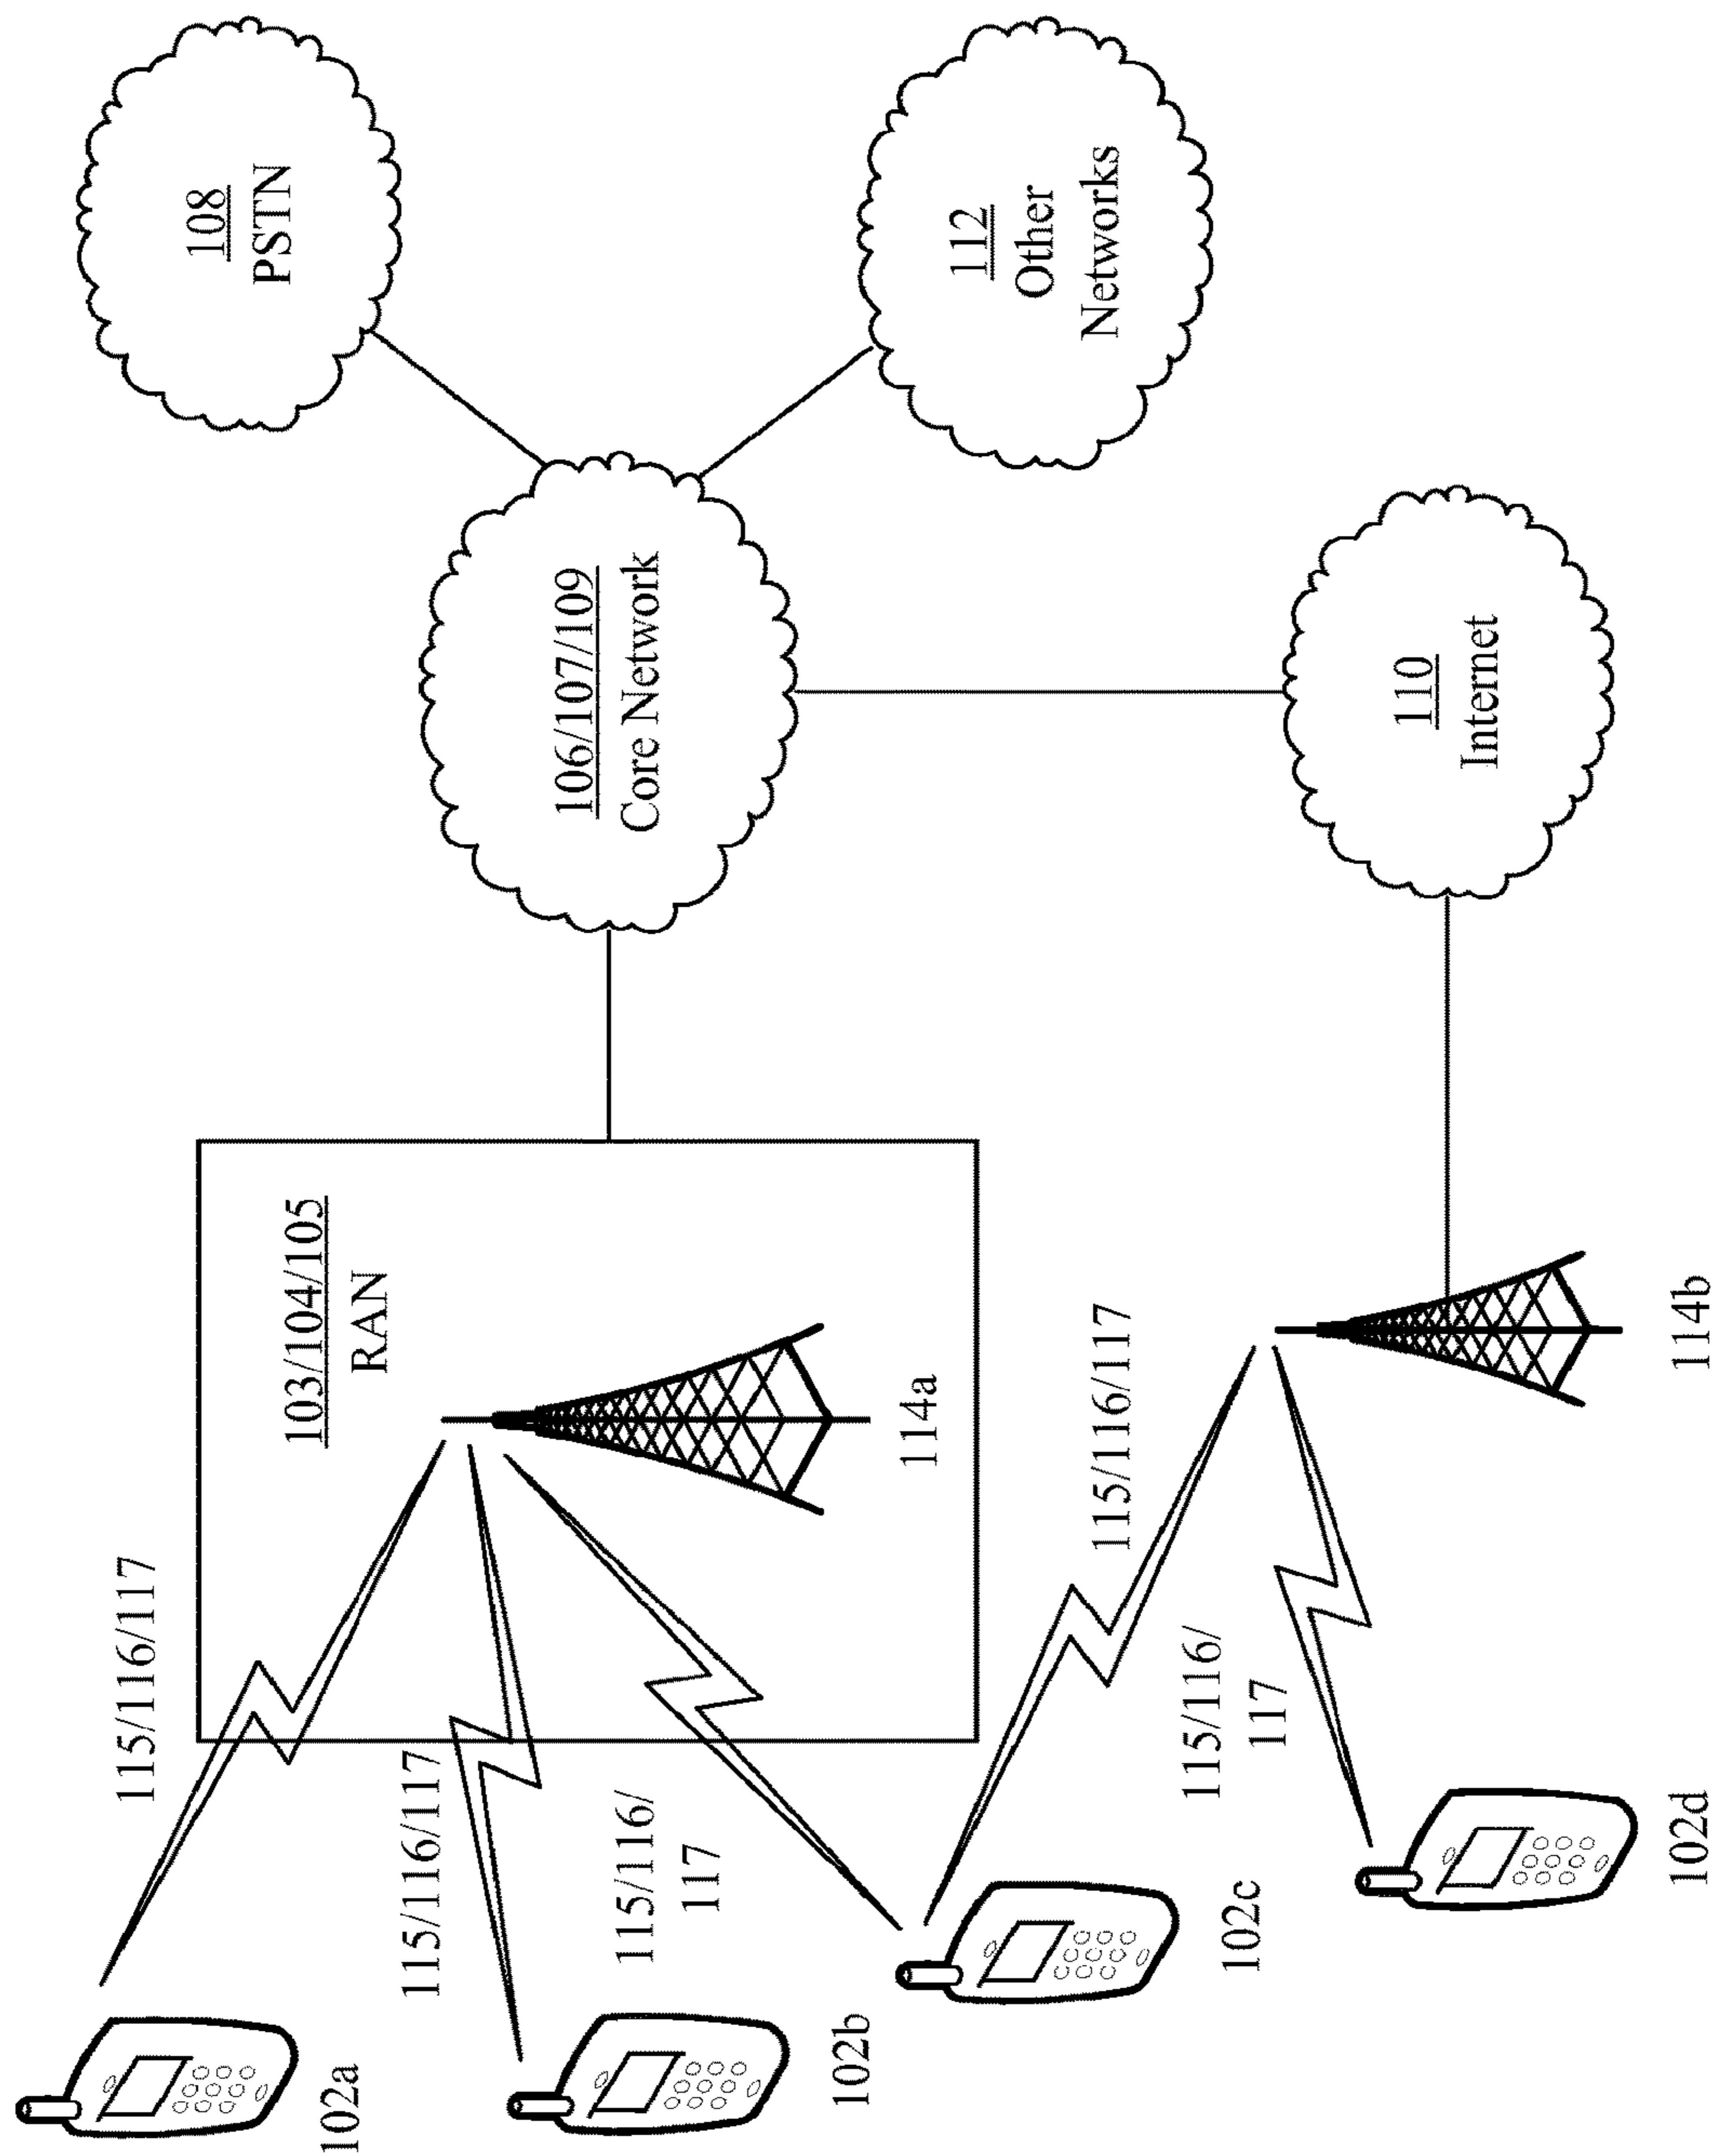 102a
115/116/117
103/104/105
RAN
108
PSTN
115/116/117
102b
114a
106/107/109
Core Network
115/116/
117
112
Other
Networks
102c
115/116/117
115/116/
117
102d
114b
110
Internet